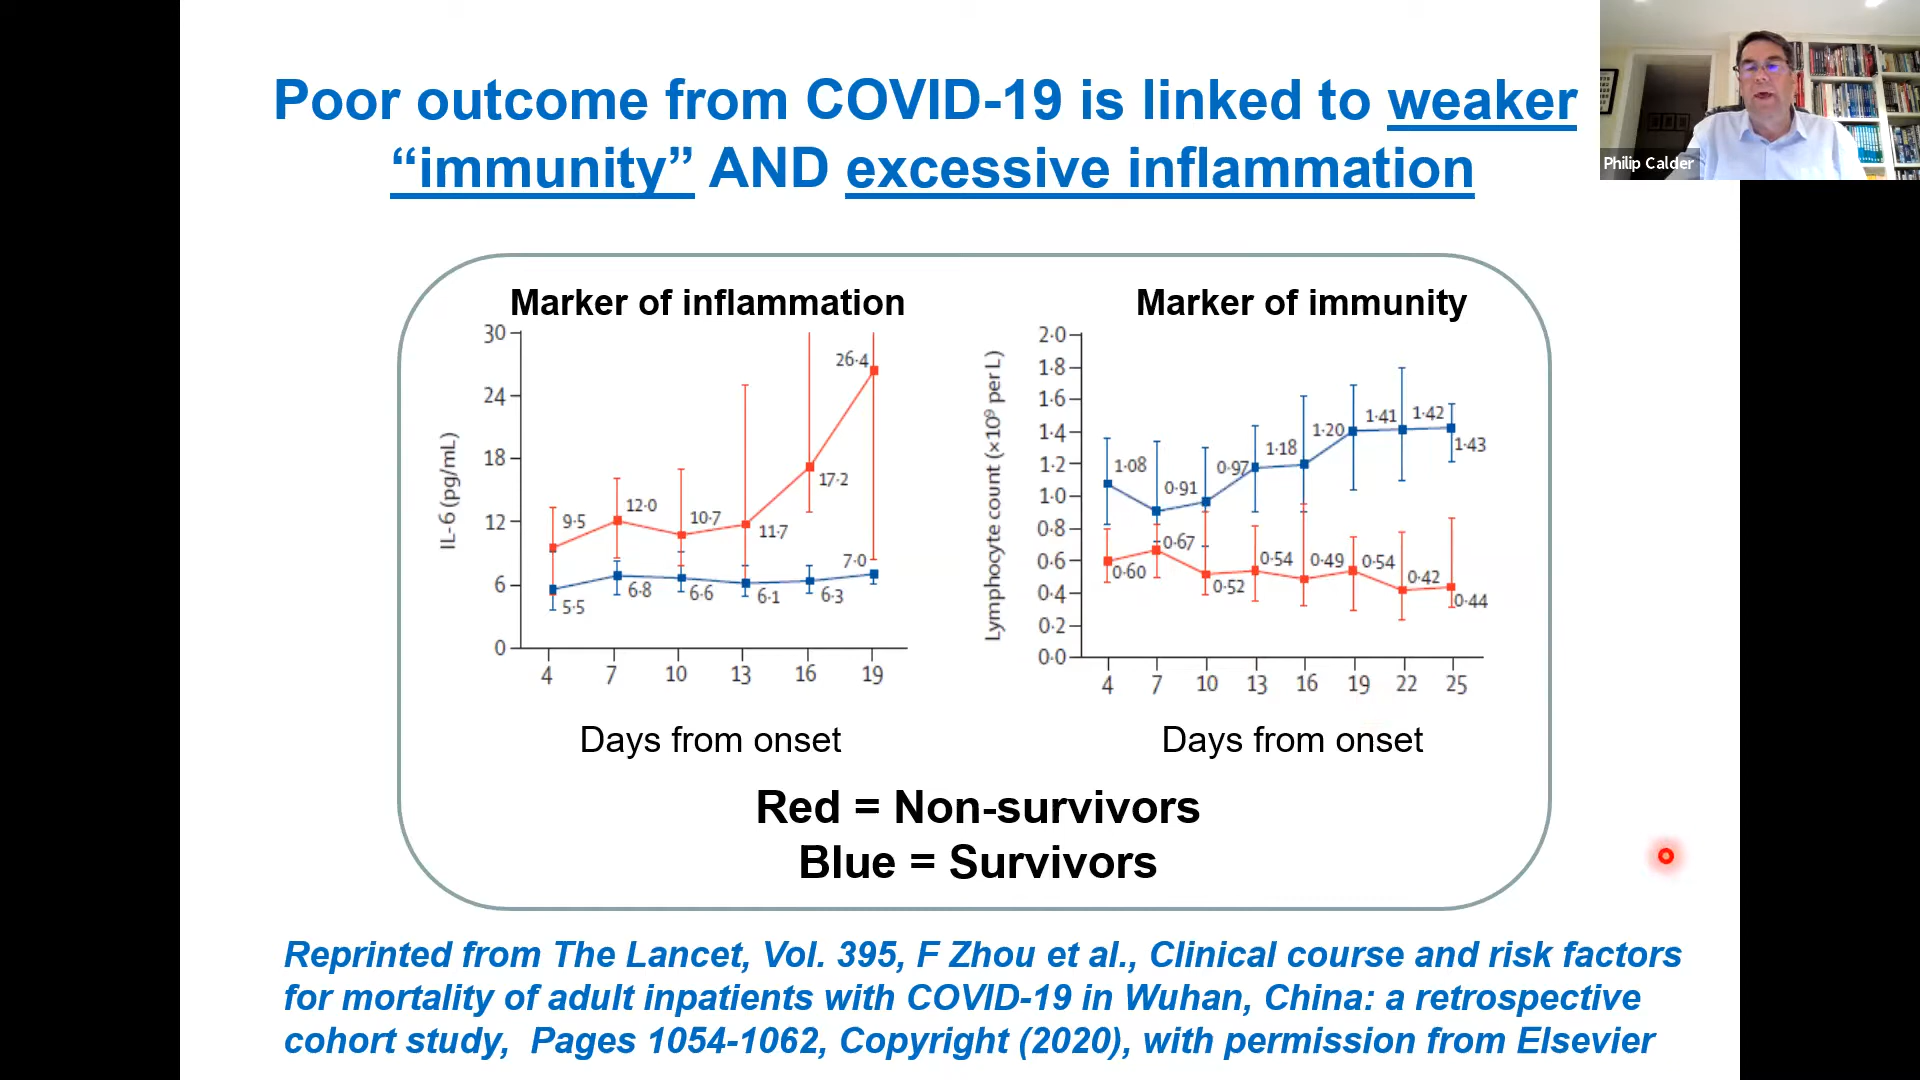 Poor outcome from COVID-19 is linked to weaker
“immunity” AND excessive inflammation
Philip Calder
Marker of inflammation
30
24
18
12
6
0
IL-6 (pg/mL)
9·5
12·0
10·7
11·7
17·2
26·4
5·5
6·8
6·6
6·1
6·3
7·0
4 7 10 13 16 19
Days from onset
Marker of immunity
2·0
1·8
1·6
1·4
1·2
1·0
0·8
0·6
0·4
0·2
0·0
Lymphocyte count (×10⁹ per L)
1·08
0·91
0·97
1·18
1·20
1·41
1·42
1·43
0·60
0·67
0·52
0·54
0·49
0·54
0·42
0·44
4 7 10 13 16 19 22 25
Days from onset
Red = Non-survivors
Blue = Survivors
Reprinted from The Lancet, Vol. 395, F Zhou et al., Clinical course and risk factors
for mortality of adult inpatients with COVID-19 in Wuhan, China: a retrospective
cohort study, Pages 1054-1062, Copyright (2020), with permission from Elsevier